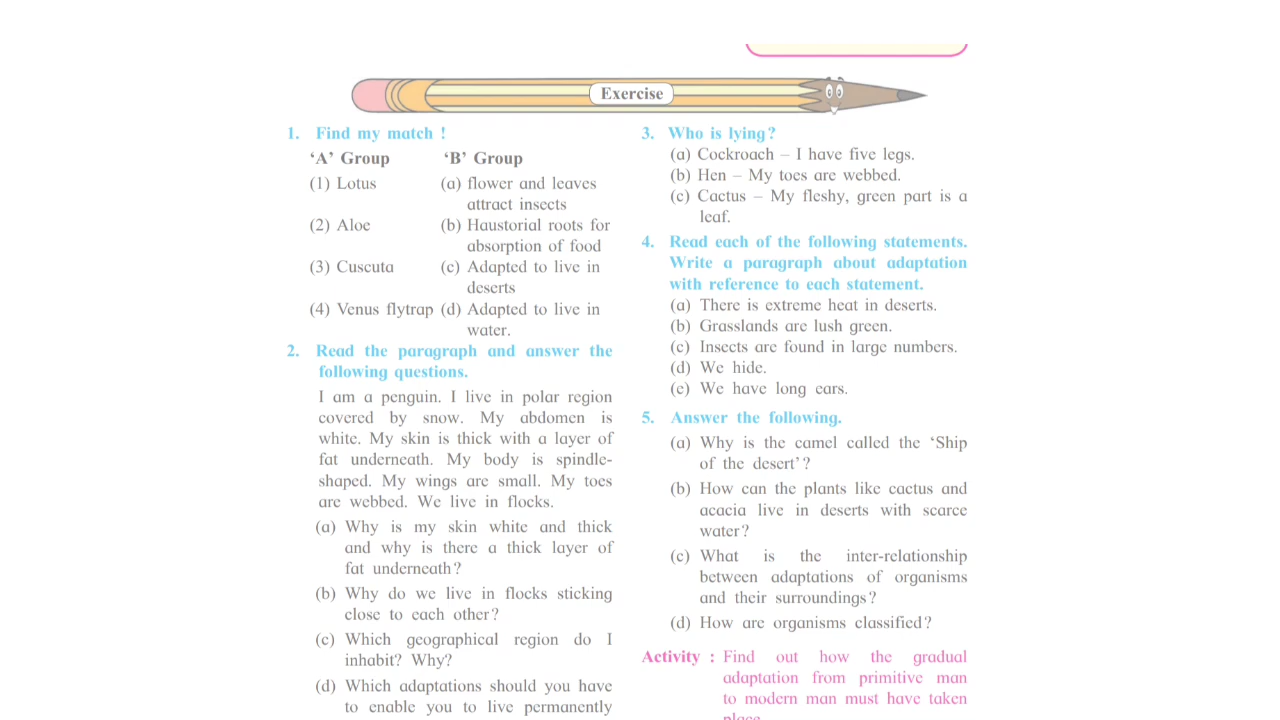 Exercise
1. Find my match !
‘A’ Group ‘B’ Group
(1) Lotus (a) flower and leaves
attract insects
(2) Aloe (b) Haustorial roots for
absorption of food
(3) Cuscuta (c) Adapted to live in
deserts
(4) Venus flytrap (d) Adapted to live in
water.
2. Read the paragraph and answer the
following questions.
I am a penguin. I live in polar region
covered by snow. My abdomen is
white. My skin is thick with a layer of
fat underneath. My body is spindle-
shaped. My wings are small. My toes
are webbed. We live in flocks.
(a) Why is my skin white and thick
and why is there a thick layer of
fat underneath?
(b) Why do we live in flocks sticking
close to each other?
(c) Which geographical region do I
inhabit? Why?
(d) Which adaptations should you have
to enable you to live permanently
3. Who is lying?
(a) Cockroach – I have five legs.
(b) Hen – My toes are webbed.
(c) Cactus – My fleshy, green part is a
leaf.
4. Read each of the following statements.
Write a paragraph about adaptation
with reference to each statement.
(a) There is extreme heat in deserts.
(b) Grasslands are lush green.
(c) Insects are found in large numbers.
(d) We hide.
(e) We have long ears.
5. Answer the following.
(a) Why is the camel called the ‘Ship
of the desert’?
(b) How can the plants like cactus and
acacia live in deserts with scarce
water?
(c) What is the inter-relationship
between adaptations of organisms
and their surroundings?
(d) How are organisms classified?
Activity : Find out how the gradual
adaptation from primitive man
to modern man must have taken
place.